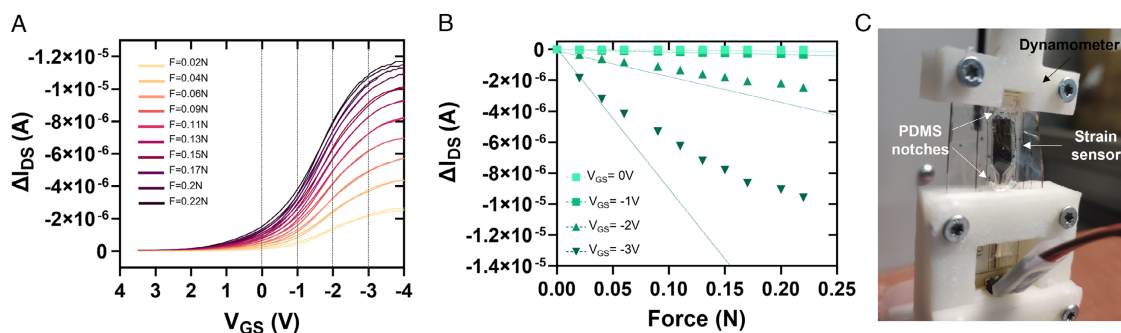 A
ΔI_DS (A)
-1.2×10⁻⁵
-1×10⁻⁵
-8×10⁻⁶
-6×10⁻⁶
-4×10⁻⁶
-2×10⁻⁶
0
F=0.02N
F=0.04N
F=0.06N
F=0.09N
F=0.11N
F=0.13N
F=0.15N
F=0.17N
F=0.2N
F=0.22N
4 3 2 1 0 -1 -2 -3 -4
V_GS (V)
B
ΔI_DS (A)
0
-2×10⁻⁶
-4×10⁻⁶
-6×10⁻⁶
-8×10⁻⁶
-1×10⁻⁵
-1.2×10⁻⁵
-1.4×10⁻⁵
V_GS= 0V
V_GS= -1V
V_GS= -2V
V_GS= -3V
0.00 0.05 0.10 0.15 0.20 0.25
Force (N)
C
Dynamometer
PDMS
notches
Strain
sensor